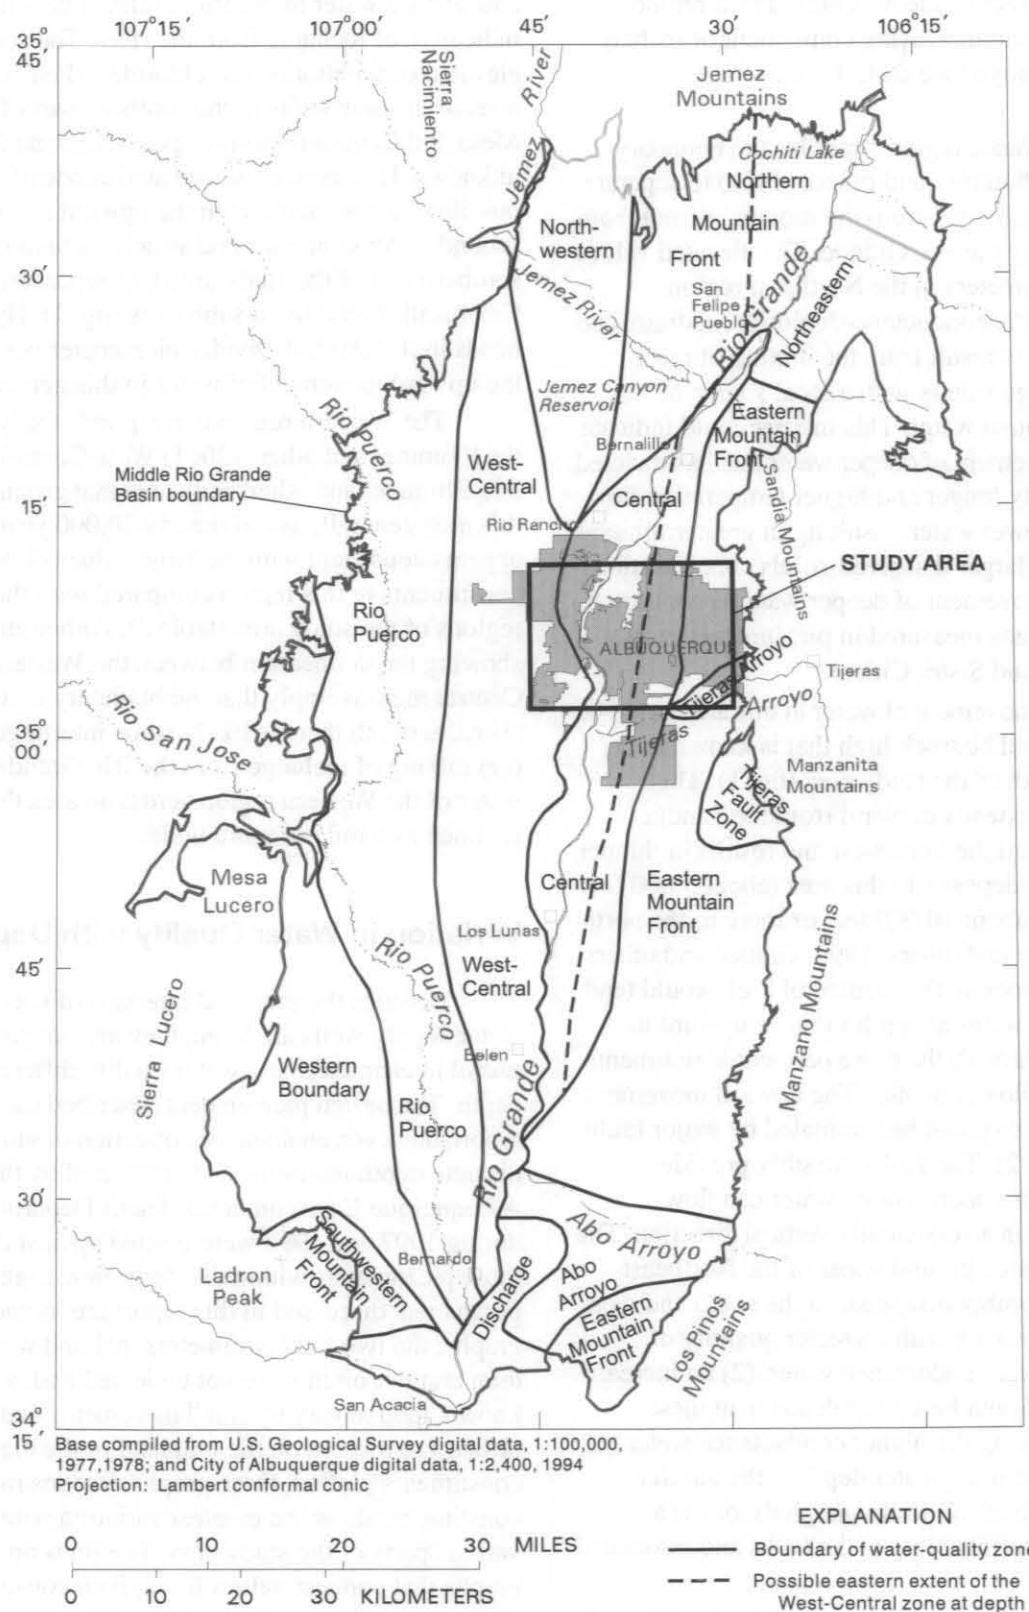 107°15'
107°00'
45'
30'
106°15'
35°
45'
Sierra
Nacimiento
Jemez River
Jemez
Mountains
Cochiti Lake
Northern
Mountain
Front
North-
western
30'
San
Felipe
Pueblo
Rio Grande
Northeastern
Jemez River
Jemez Canyon
Reservoir
Eastern
Mountain
Front
Bernalillo
Rio Puerco
Middle Rio Grande
Basin boundary
West-
Central
Central
Sandia Mountains
15'
Rio Rancho
STUDY AREA
Rio
Puerco
ALBUQUERQUE
Tijeras Arroyo
Tijeras
Arroyo
Rio San Jose
35°
00'
Tijeras
Manzanita
Mountains
Tijeras
Fault
Zone
Mesa
Lucero
Central
Eastern
Mountain
Front
Los Lunas
Rio Puerco
West-
Central
45'
Sierra Lucero
Manzano Mountains
Belen
Western
Boundary
Rio
Puerco
Rio Grande
30'
Abo Arroyo
Southwestern
Mountain
Front
Bernardo
Ladron
Peak
Discharge
Abo
Arroyo
Eastern
Mountain
Front
Los Pinos
Mountains
San Acacia
34°
15'
Base compiled from U.S. Geological Survey digital data, 1:100,000,
1977,1978; and City of Albuquerque digital data, 1:2,400, 1994
Projection: Lambert conformal conic
EXPLANATION
0 10 20 30 MILES
0 10 20 30 KILOMETERS
Boundary of water-quality zone
Possible eastern extent of the
West-Central zone at depth